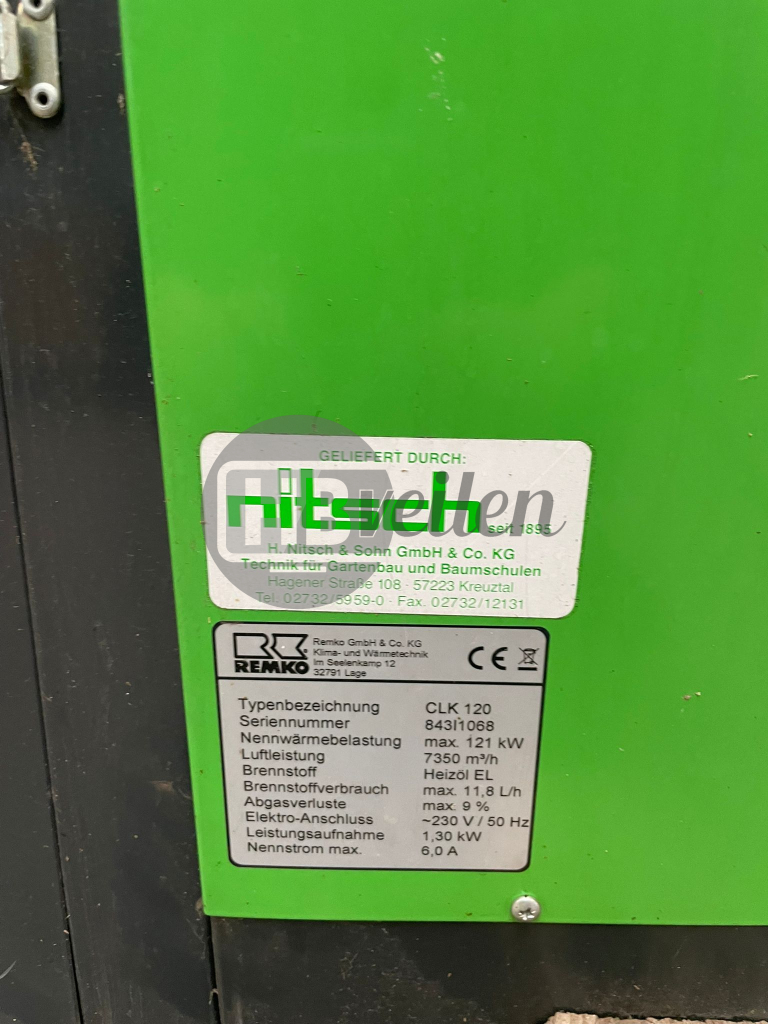 GELIEFERT DURCH:
nitsch seit 1895
H. Nitsch & Sohn GmbH & Co. KG
Technik für Gartenbau und Baumschulen
Hagener Straße 108 · 57223 Kreuztal
Tel. 02732/5959-0 · Fax. 02732/12131
HB veilen
REMKO
Remko GmbH & Co. KG
Klima- und Wärmetechnik
Im Seelenkamp 12
32791 Lage
CE
Typenbezeichnung CLK 120
Seriennummer 843I1068
Nennwärmebelastung max. 121 kW
Luftleistung 7350 m³/h
Brennstoff Heizöl EL
Brennstoffverbrauch max. 11,8 L/h
Abgasverluste max. 9 %
Elektro-Anschluss ~230 V / 50 Hz
Leistungsaufnahme 1,30 kW
Nennstrom max. 6,0 A